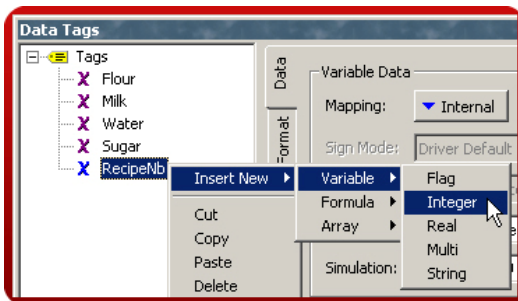 Data Tags
Tags
Flour
Milk
Water
Sugar
RecipeNb
Data
Format
Variable Data
Mapping: Internal
Sign Mode: Driver Default
Simulation:
Insert New
Cut
Copy
Paste
Delete
Variable
Formula
Array
Flag
Integer
Real
Multi
String